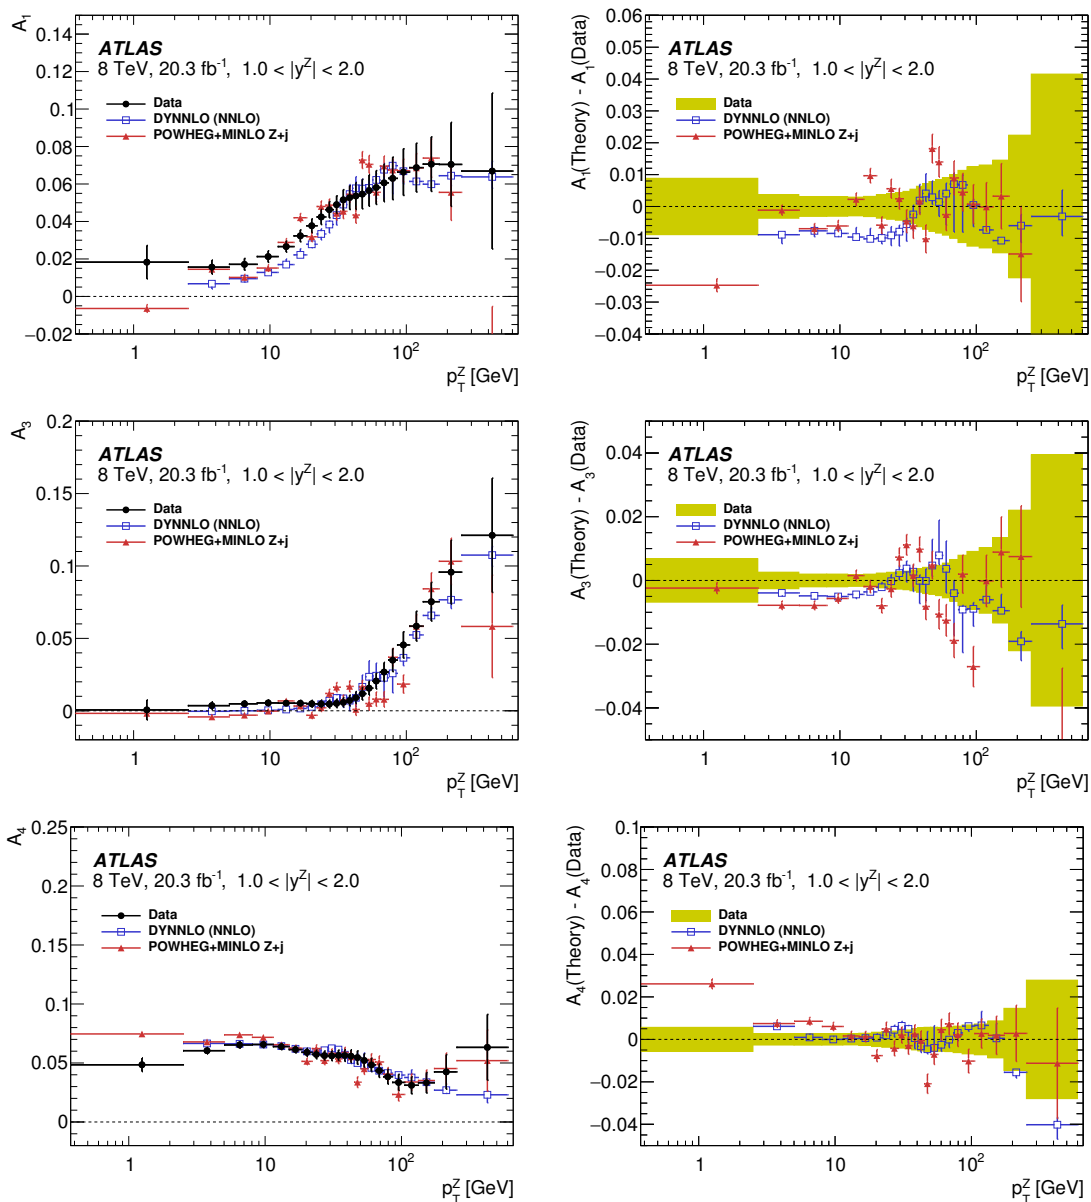 A₁
ATLAS
8 TeV, 20.3 fb⁻¹, 1.0 < |yᶻ| < 2.0
Data
DYNNLO (NNLO)
POWHEG+MINLO Z+j
0.14
0.12
0.1
0.08
0.06
0.04
0.02
0
−0.02
1 10 10²
p_T^Z [GeV]
A₁(Theory) - A₁(Data)
ATLAS
8 TeV, 20.3 fb⁻¹, 1.0 < |yᶻ| < 2.0
Data
DYNNLO (NNLO)
POWHEG+MINLO Z+j
0.06
0.05
0.04
0.03
0.02
0.01
0
−0.01
−0.02
−0.03
−0.04
1 10 10²
p_T^Z [GeV]
A₃
ATLAS
8 TeV, 20.3 fb⁻¹, 1.0 < |yᶻ| < 2.0
Data
DYNNLO (NNLO)
POWHEG+MINLO Z+j
0.2
0.15
0.1
0.05
0
1 10 10²
p_T^Z [GeV]
A₃(Theory) - A₃(Data)
ATLAS
8 TeV, 20.3 fb⁻¹, 1.0 < |yᶻ| < 2.0
Data
DYNNLO (NNLO)
POWHEG+MINLO Z+j
0.04
0.02
0
−0.02
−0.04
1 10 10²
p_T^Z [GeV]
A₄
ATLAS
8 TeV, 20.3 fb⁻¹, 1.0 < |yᶻ| < 2.0
Data
DYNNLO (NNLO)
POWHEG+MINLO Z+j
0.25
0.2
0.15
0.1
0.05
0
1 10 10²
p_T^Z [GeV]
A₄(Theory) - A₄(Data)
ATLAS
8 TeV, 20.3 fb⁻¹, 1.0 < |yᶻ| < 2.0
Data
DYNNLO (NNLO)
POWHEG+MINLO Z+j
0.1
0.08
0.06
0.04
0.02
0
−0.02
−0.04
1 10 10²
p_T^Z [GeV]